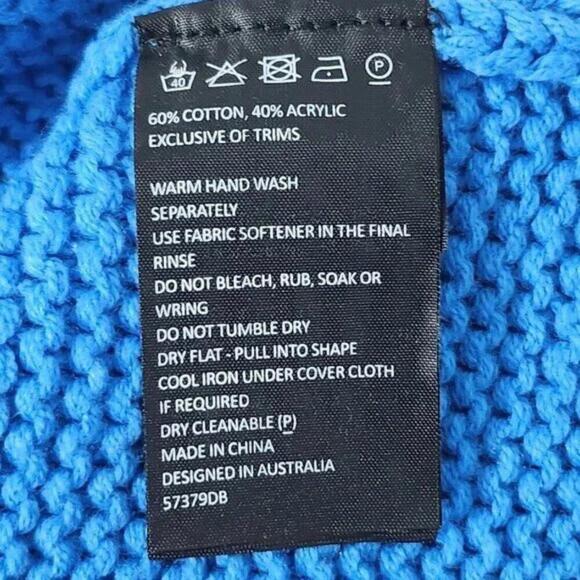 40 P
60% COTTON, 40% ACRYLIC
EXCLUSIVE OF TRIMS
WARM HAND WASH
SEPARATELY
USE FABRIC SOFTENER IN THE FINAL
RINSE
DO NOT BLEACH, RUB, SOAK OR
WRING
DO NOT TUMBLE DRY
DRY FLAT - PULL INTO SHAPE
COOL IRON UNDER COVER CLOTH
IF REQUIRED
DRY CLEANABLE (P)
MADE IN CHINA
DESIGNED IN AUSTRALIA
57379DB